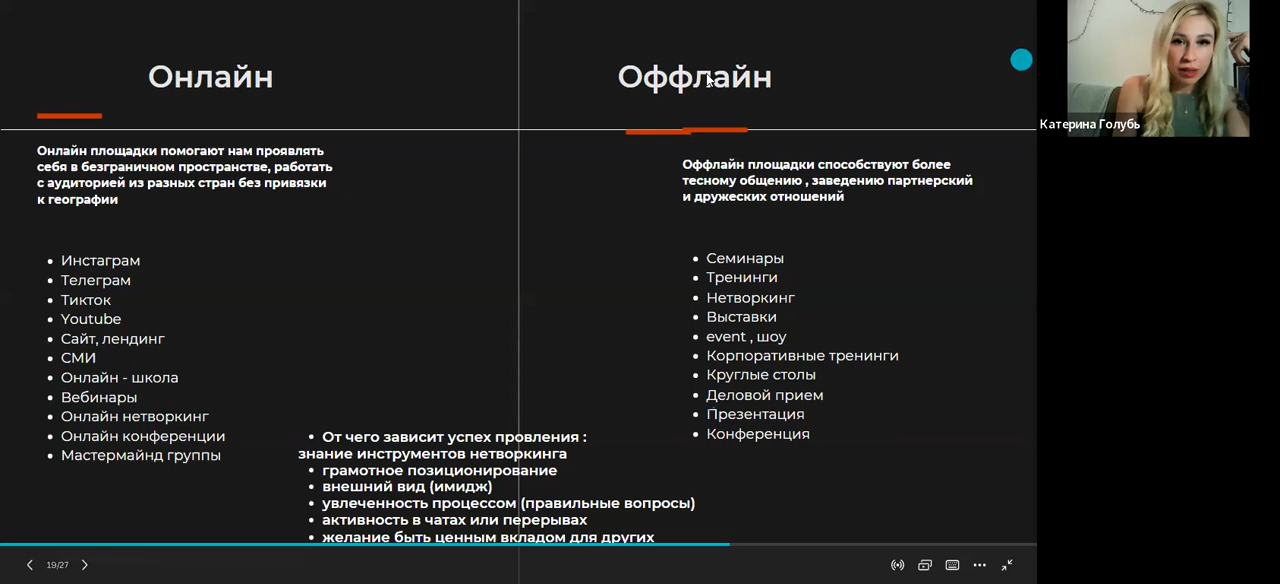 Онлайн
Онлайн площадки помогают нам проявлять
себя в безграничном пространстве, работать
с аудиторией из разных стран без привязки
к географии
Инстаграм
Телеграм
Тикток
Youtube
Сайт, лендинг
СМИ
Онлайн - школа
Вебинары
Онлайн нетворкинг
Онлайн конференции
Мастермайнд группы
Оффлайн
Оффлайн площадки способствуют более
тесному общению , заведению партнерский
и дружеских отношений
Семинары
Тренинги
Нетворкинг
Выставки
event , шоу
Корпоративные тренинги
Круглые столы
Деловой прием
Презентация
Конференция
От чего зависит успех провления :
знание инструментов нетворкинга
грамотное позиционирование
внешний вид (имидж)
увлеченность процессом (правильные вопросы)
активность в чатах или перерывах
желание быть ценным вкладом для других
19/27
Катерина Голубь